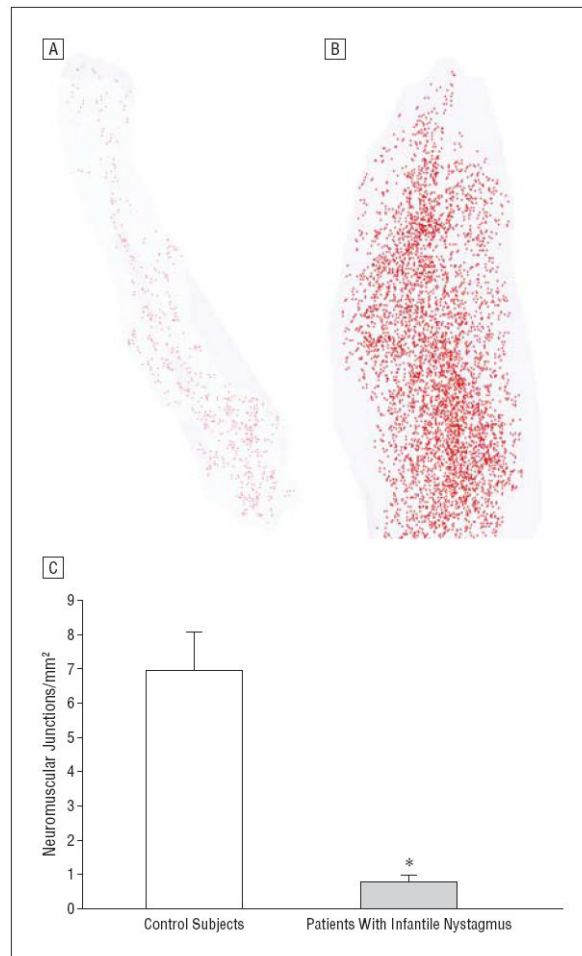 A
B
C
Neuromuscular Junctions/mm²
9
8
7
6
5
4
3
2
1
0
*
Control Subjects
Patients With Infantile Nystagmus